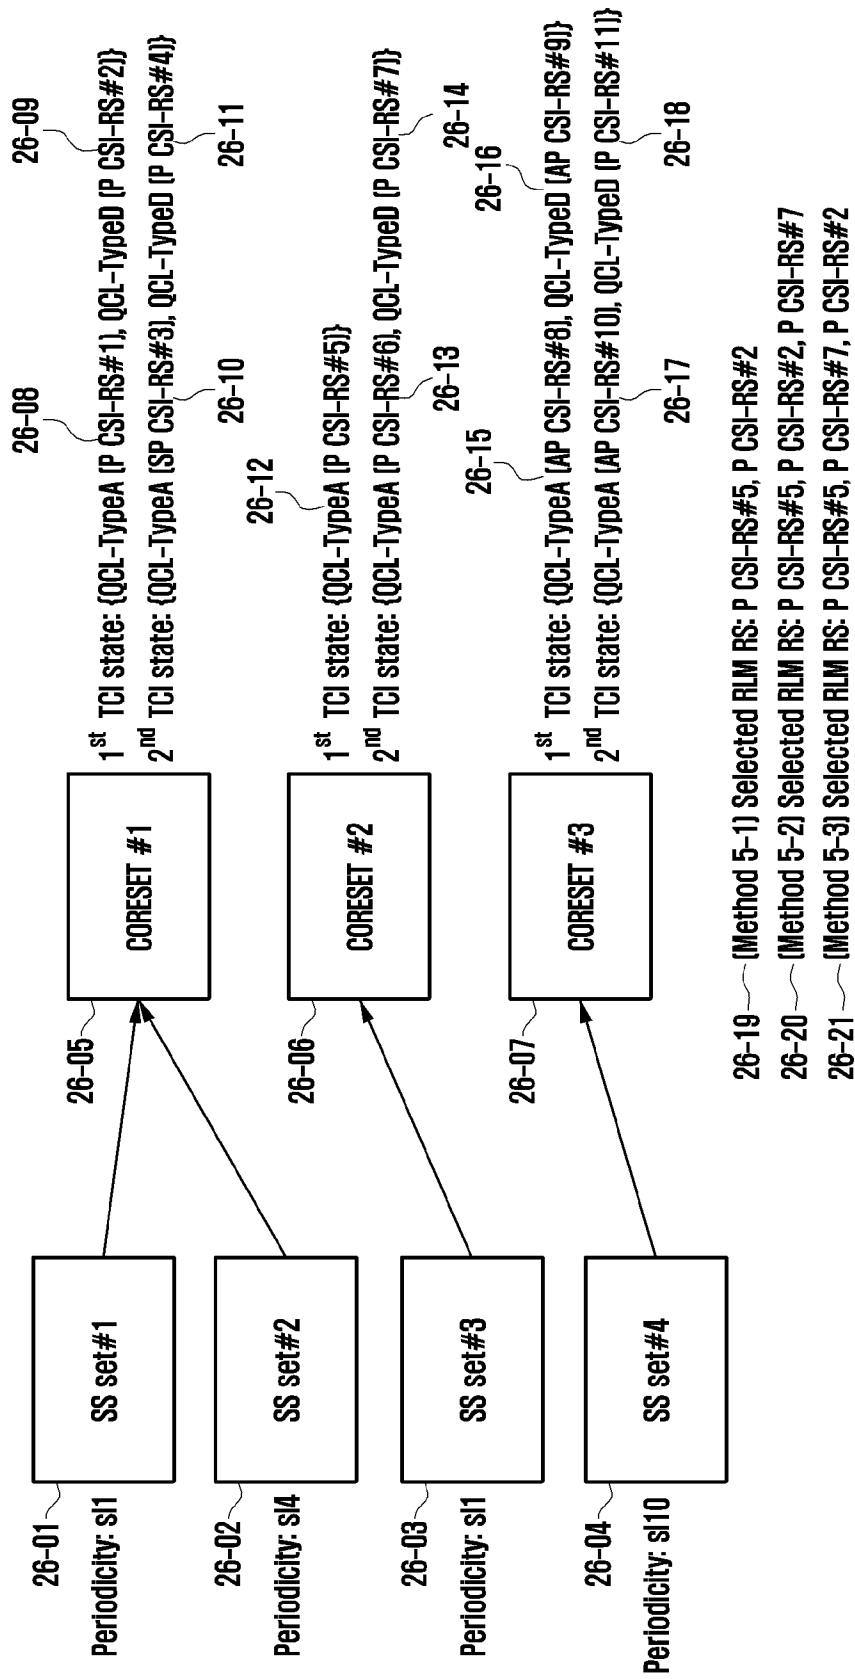 26-01
Periodicity: sl1
SS set#1
26-02
Periodicity: sl4
SS set#2
26-03
Periodicity: sl1
SS set#3
26-04
Periodicity: sl10
SS set#4
26-05
CORESET #1
26-06
CORESET #2
26-07
CORESET #3
26-08
26-09
1st TCI state: {QCL-TypeA (P CSI-RS#1), QCL-TypeD (P CSI-RS#2)}
2nd TCI state: {QCL-TypeA (SP CSI-RS#3), QCL-TypeD (P CSI-RS#4)}
26-10
26-11
26-12
1st TCI state: {QCL-TypeA (P CSI-RS#5)}
2nd TCI state: {QCL-TypeA (P CSI-RS#6), QCL-TypeD (P CSI-RS#7)}
26-13
26-14
26-15
26-16
1st TCI state: {QCL-TypeA (AP CSI-RS#8), QCL-TypeD (AP CSI-RS#9)}
2nd TCI state: {QCL-TypeA (AP CSI-RS#10), QCL-TypeD (P CSI-RS#11)}
26-17
26-18
26-19 (Method 5-1) Selected RLM RS: P CSI-RS#5, P CSI-RS#2
26-20 (Method 5-2) Selected RLM RS: P CSI-RS#5, P CSI-RS#2, P CSI-RS#7
26-21 (Method 5-3) Selected RLM RS: P CSI-RS#5, P CSI-RS#7, P CSI-RS#2